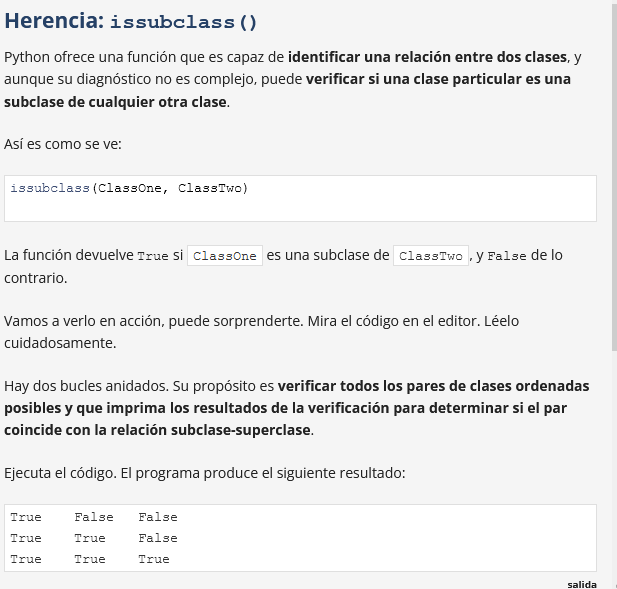 Herencia: issubclass()
Python ofrece una función que es capaz de identificar una relación entre dos clases, y
aunque su diagnóstico no es complejo, puede verificar si una clase particular es una
subclase de cualquier otra clase.
Así es como se ve:
issubclass(ClassOne, ClassTwo)
La función devuelve True si ClassOne es una subclase de ClassTwo, y False de lo
contrario.
Vamos a verlo en acción, puede sorprenderte. Mira el código en el editor. Léelo
cuidadosamente.
Hay dos bucles anidados. Su propósito es verificar todos los pares de clases ordenadas
posibles y que imprima los resultados de la verificación para determinar si el par
coincide con la relación subclase-superclase.
Ejecuta el código. El programa produce el siguiente resultado:
True False False
True True False
True True True
salida